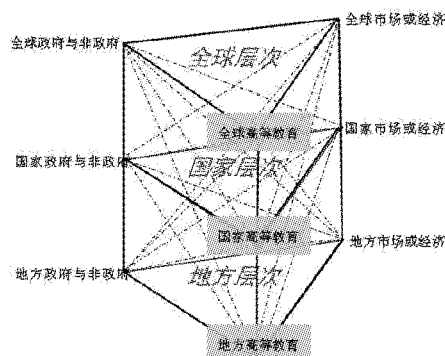 全球市场或经济
全球政府与非政府
全球层次
全球高等教育
国家市场或经济
国家政府与非政府
国家层次
国家高等教育
地方市场或经济
地方政府与非政府
地方层次
地方高等教育